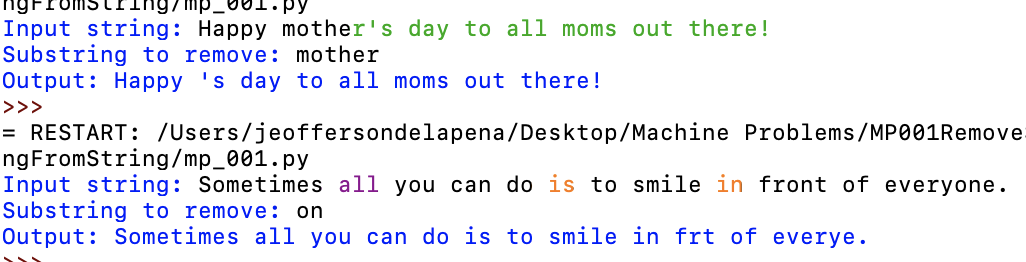 ngFromString/mp_001.py
Input string: Happy mother's day to all moms out there!
Substring to remove: mother
Output: Happy 's day to all moms out there!
>>>
= RESTART: /Users/jeoffersondelapena/Desktop/Machine Problems/MP001Remove
ngFromString/mp_001.py
Input string: Sometimes all you can do is to smile in front of everyone.
Substring to remove: on
Output: Sometimes all you can do is to smile in frt of everye.
>>>